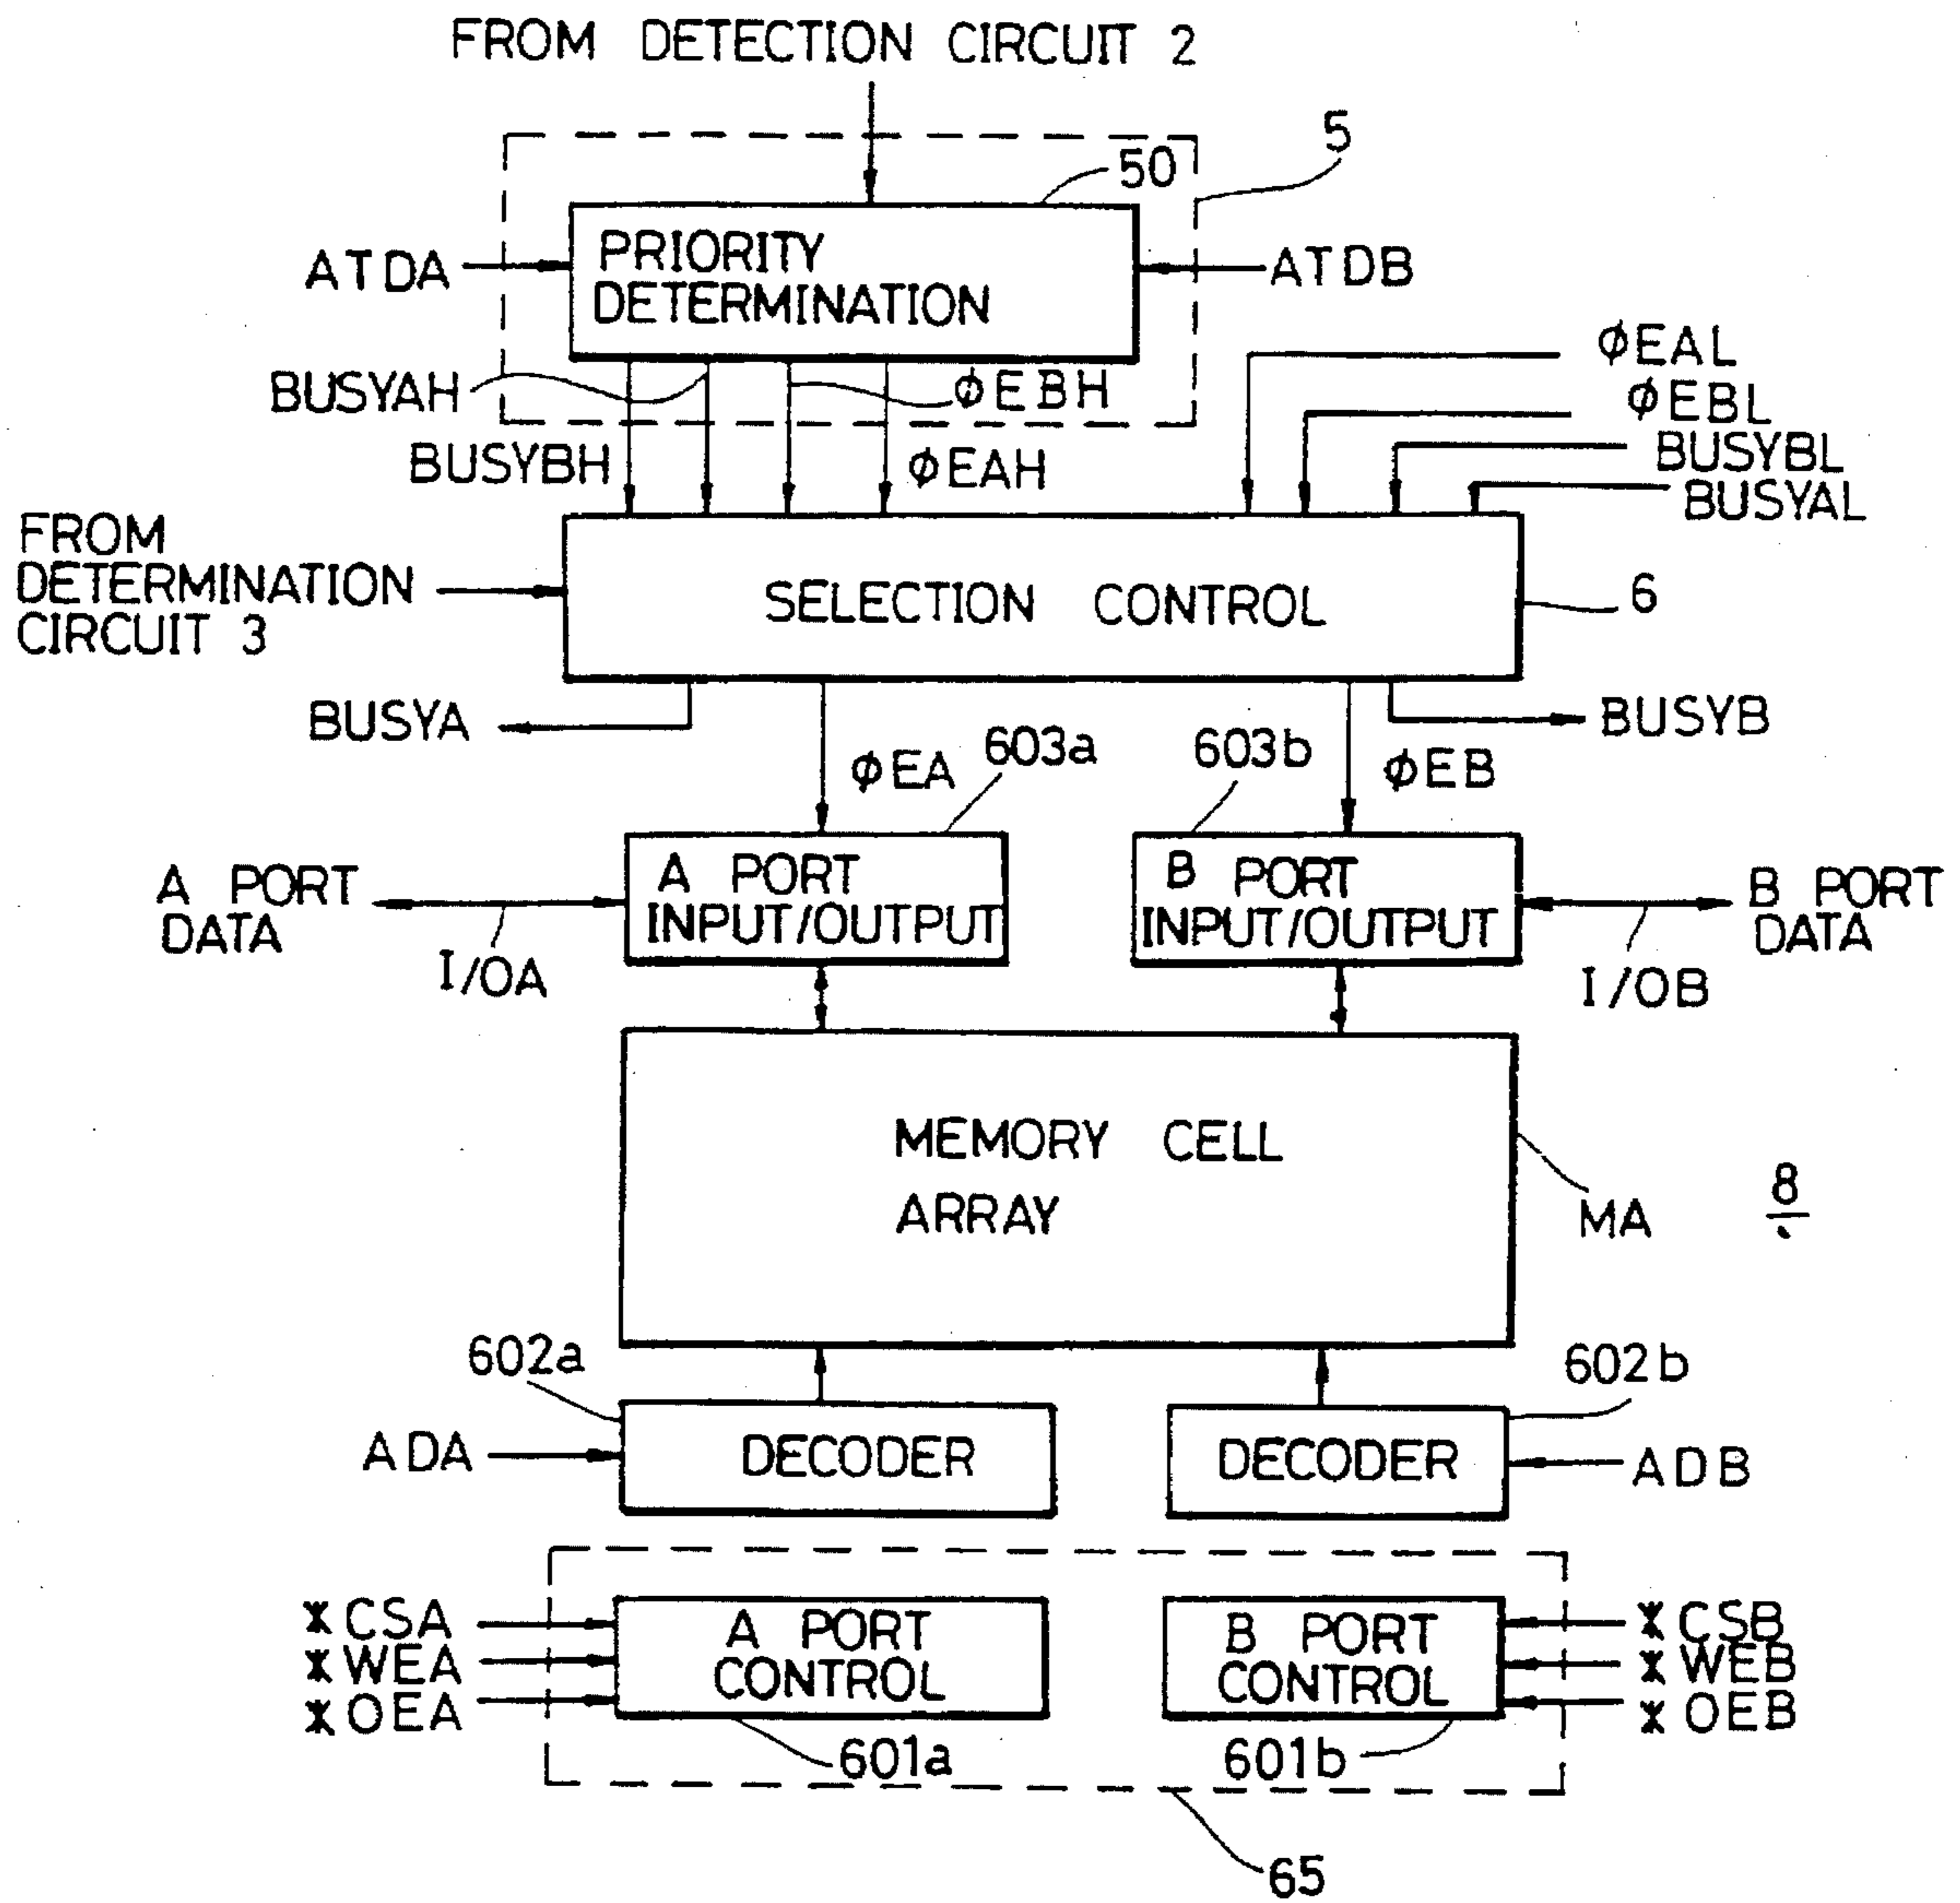 FROM DETECTION CIRCUIT 2
5
50
ATDA
PRIORITY
DETERMINATION
ATDB
BUSYAH
φEBH
φEAL
φEBL
BUSYBH
φEAH
BUSYBL
BUSYAL
FROM
DETERMINATION
CIRCUIT 3
SELECTION CONTROL
6
BUSYA
BUSYB
φEA
603a
603b
φEB
A PORT
DATA
A PORT
INPUT/OUTPUT
B PORT
INPUT/OUTPUT
B PORT
DATA
I/OA
I/OB
MEMORY CELL
ARRAY
MA
8
602a
602b
ADA
DECODER
DECODER
ADB
*CSA
*WEA
*OEA
A PORT
CONTROL
B PORT
CONTROL
*CSB
*WEB
*OEB
601a
601b
65